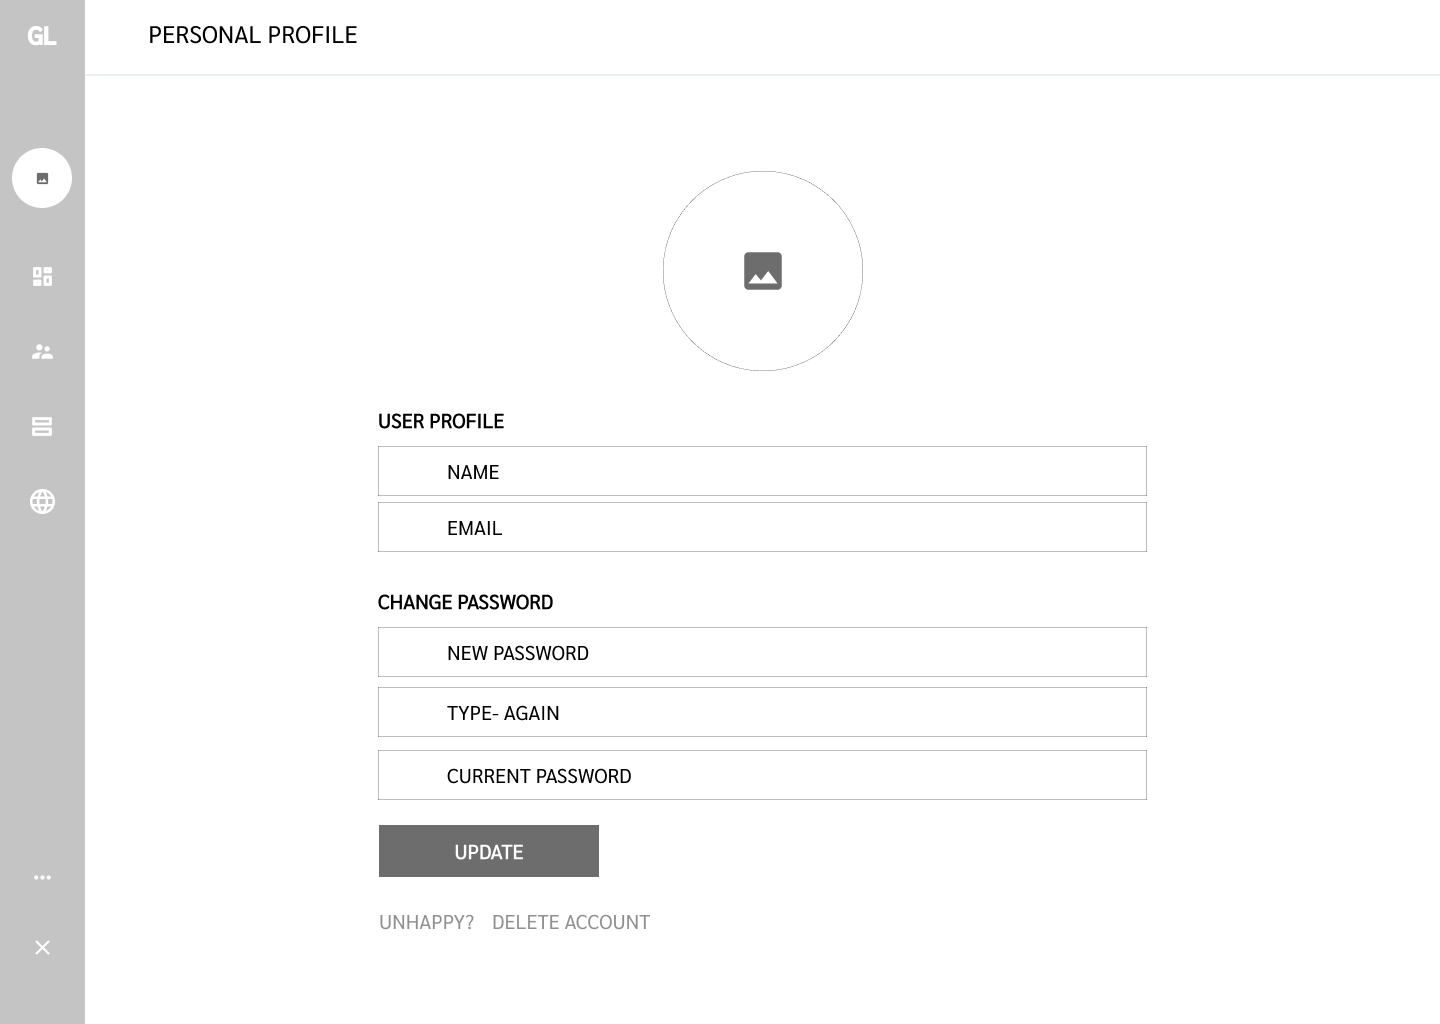 GL
PERSONAL PROFILE
USER PROFILE
NAME
EMAIL
CHANGE PASSWORD
NEW PASSWORD
TYPE- AGAIN
CURRENT PASSWORD
UPDATE
UNHAPPY? DELETE ACCOUNT